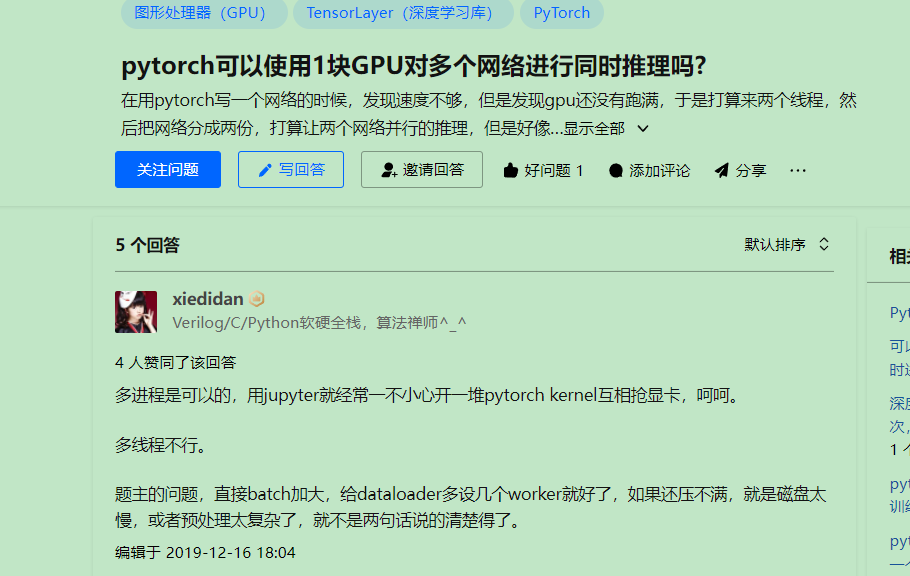 图形处理器（GPU） TensorLayer（深度学习库） PyTorch
pytorch可以使用1块GPU对多个网络进行同时推理吗?
在用pytorch写一个网络的时候，发现速度不够，但是发现gpu还没有跑满，于是打算来两个线程，然
后把网络分成两份，打算让两个网络并行的推理，但是好像...显示全部
关注问题 写回答 邀请回答 好问题 1 添加评论 分享 ···
5 个回答 默认排序
相
xiedidan
Verilog/C/Python软硬全栈，算法禅师^_^
4 人赞同了该回答
多进程是可以的，用jupyter就经常一不小心开一堆pytorch kernel互相抢显卡，呵呵。
多线程不行。
题主的问题，直接batch加大，给dataloader多设几个worker就好了，如果还压不满，就是磁盘太
慢，或者预处理太复杂了，就不是两句话说的清楚得了。
编辑于 2019-12-16 18:04
Pyt
可以
时
深度
次，
1 个
pyt
训练
pyt
一个